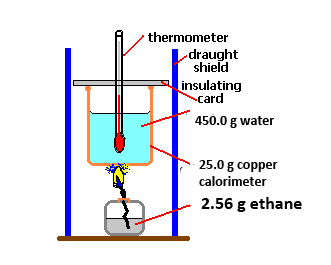 thermometer
draught
shield
insulating
card
450.0 g water
25.0 g copper
calorimeter
2.56 g ethane